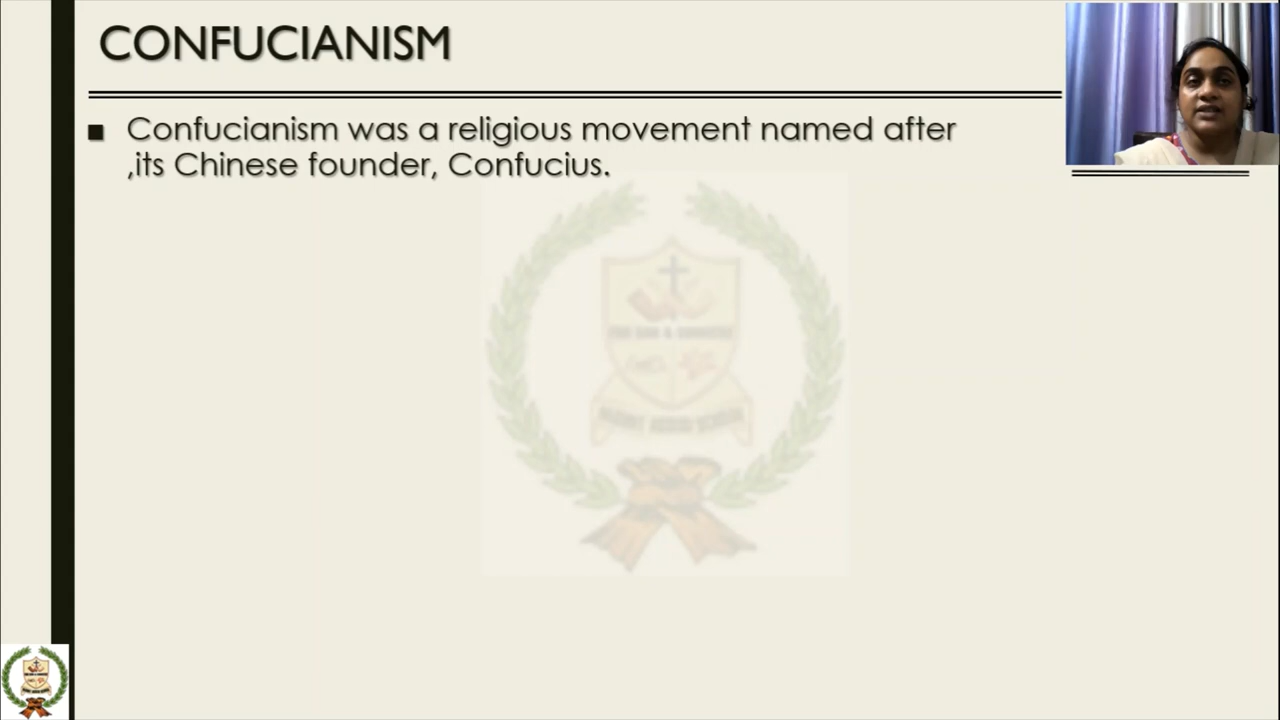 CONFUCIANISM
■ Confucianism was a religious movement named after
,its Chinese founder, Confucius.